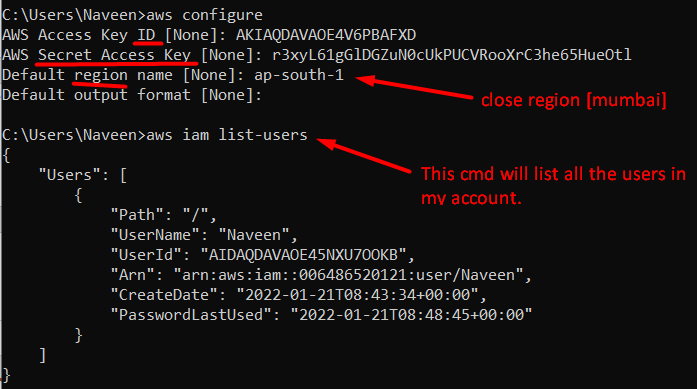 C:\Users\Naveen>aws configure
AWS Access Key ID [None]: AKIAQDAVAOE4V6PBAFXD
AWS Secret Access Key [None]: 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
Default region name [None]: ap-south-1
Default output format [None]:
close region [mumbai]
C:\Users\Naveen>aws iam list-users
{
"Users": [
This cmd will list all the users in
my account.
{
"Path": "/",
"UserName": "Naveen",
"UserId": "AIDAQDAVAOE45NXU7OOKB",
"Arn": "arn:aws:iam::006486520121:user/Naveen",
"CreateDate": "2022-01-21T08:43:34+00:00",
"PasswordLastUsed": "2022-01-21T08:48:45+00:00"
}
]
}